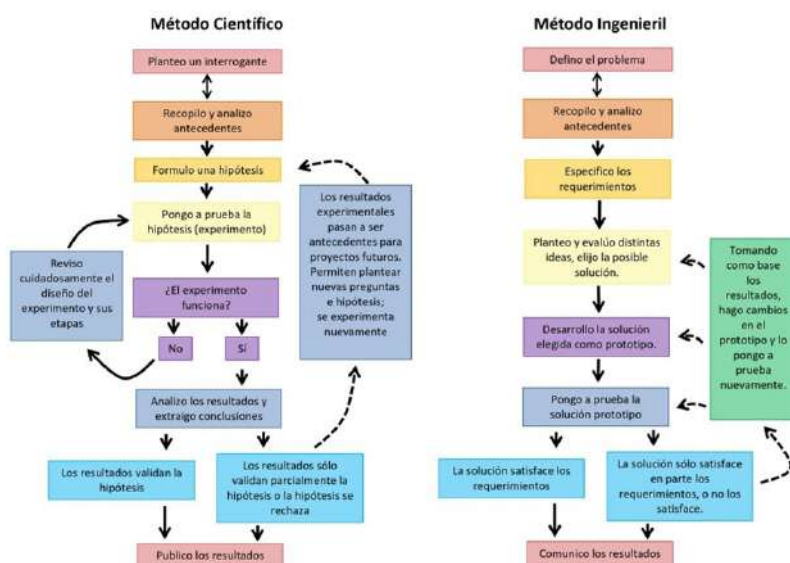 Método Científico
Planteo un interrogante
Recopilo y analizo
antecedentes
Formulo una hipótesis
Pongo a prueba la
hipótesis (experimento)
Reviso
cuidadosamente el
diseño del
experimento y sus
etapas
¿El experimento
funciona?
No
Sí
Los resultados
experimentales
pasan a ser
antecedentes para
proyectos futuros.
Permiten plantear
nuevas preguntas
e hipótesis;
se experimenta
nuevamente
Analizo los resultados y
extraigo conclusiones
Los resultados validan la
hipótesis
Los resultados sólo
validan parcialmente la
hipótesis o la hipótesis se
rechaza
Publico los resultados
Método Ingenieril
Defino el problema
Recopilo y analizo
antecedentes
Especifico los
requerimientos
Planteo y evalúo distintas
ideas, elijo la posible
solución.
Desarrollo la solución
elegida como prototipo.
Pongo a prueba la
solución prototipo
Tomando
como base
los
resultados,
hago cambios
en el
prototipo y lo
pongo a
prueba
nuevamente.
La solución satisface los
requerimientos
La solución sólo satisface
en parte los
requerimientos, o no los
satisface.
Comunico los resultados